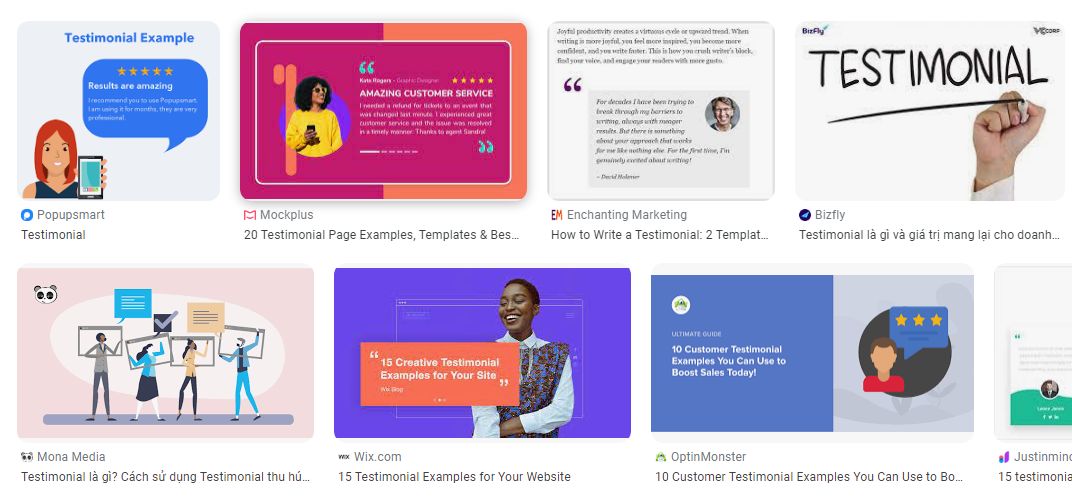 Testimonial Example
Results are amazing
I recommend you to use Popupsmart.
I am using it for months, they are very
professional.
Popupsmart
Testimonial
Kate Rogers - Graphic Designer
AMAZING CUSTOMER SERVICE
I needed a refund for tickets to an event that
was changed last minute. I experienced great
customer service and the issue was resolved
in a timely manner. Thanks to agent Sandra!
Mockplus
20 Testimonial Page Examples, Templates & Bes...
Joyful productivity creates a virtuous cycle or upward trend. When
writing is more joyful, you feel more inspired, you become more
confident, and you write faster. This is how you crush writer's block,
find your voice, and engage your readers with more gusto.
“
For decades I have been trying to
break through my barriers to
writing, always with meager
results. But there is something
about your approach that works
for me like nothing else. For the first time, I'm
genuinely excited about writing!
– David Holzmer
EM Enchanting Marketing
How to Write a Testimonial: 2 Templat...
BizFly
VCCORP
TESTIMONIAL
Bizfly
Testimonial là gì và giá trị mang lại cho doanh...
Mona Media
Testimonial là gì? Cách sử dụng Testimonial thu hú...
“15 Creative Testimonial
Examples for Your Site”
Wix Blog
WIX Wix.com
15 Testimonial Examples for Your Website
ULTIMATE GUIDE
10 Customer Testimonial
Examples You Can Use to
Boost Sales Today!
OptinMonster
10 Customer Testimonial Examples You Can Use to Bo...
Justinmind
15 testimonia